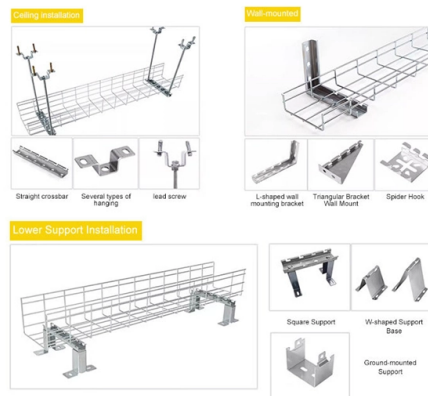 Ceiling installation
Wall-mounted
Straight crossbar
Several types of
hanging
lead screw
L-shaped wall
mounting bracket
Triangular Bracket
Wall Mount
Spider Hook
Lower Support Installation
Square Support
W-shaped Support
Base
Ground-mounted
Support